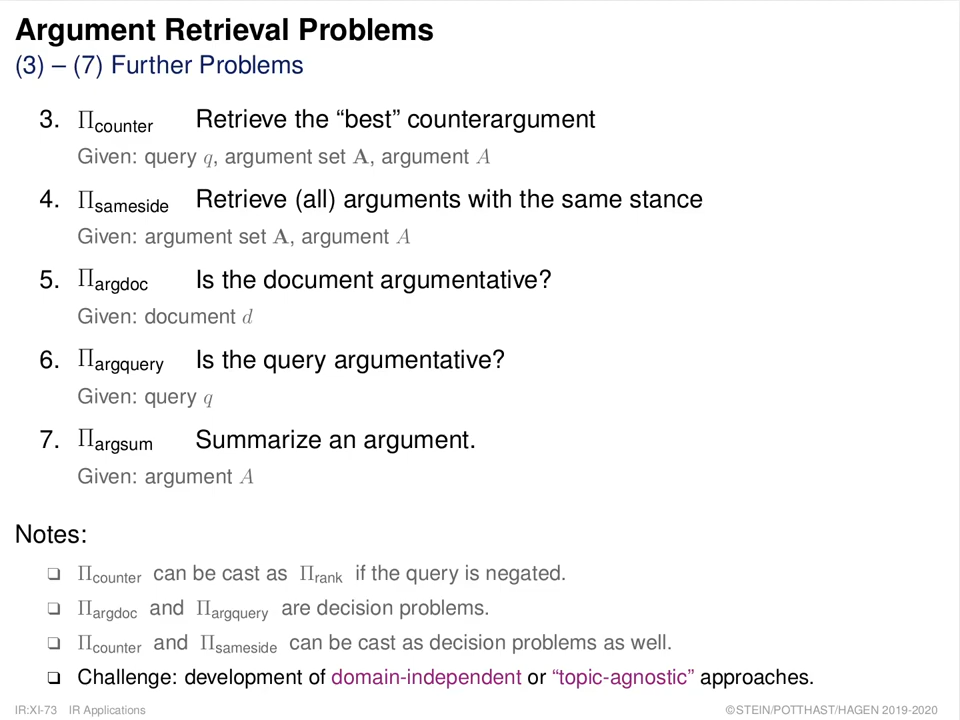 Argument Retrieval Problems
(3) – (7) Further Problems
3. Πcounter Retrieve the “best” counterargument
Given: query q, argument set A, argument A
4. Πsameside Retrieve (all) arguments with the same stance
Given: argument set A, argument A
5. Πargdoc Is the document argumentative?
Given: document d
6. Πargquery Is the query argumentative?
Given: query q
7. Πargsum Summarize an argument.
Given: argument A
Notes:
❑ Πcounter can be cast as Πrank if the query is negated.
❑ Πargdoc and Πargquery are decision problems.
❑ Πcounter and Πsameside can be cast as decision problems as well.
❑ Challenge: development of domain-independent or “topic-agnostic” approaches.
IR:XI-73 IR Applications ©STEIN/POTTHAST/HAGEN 2019-2020